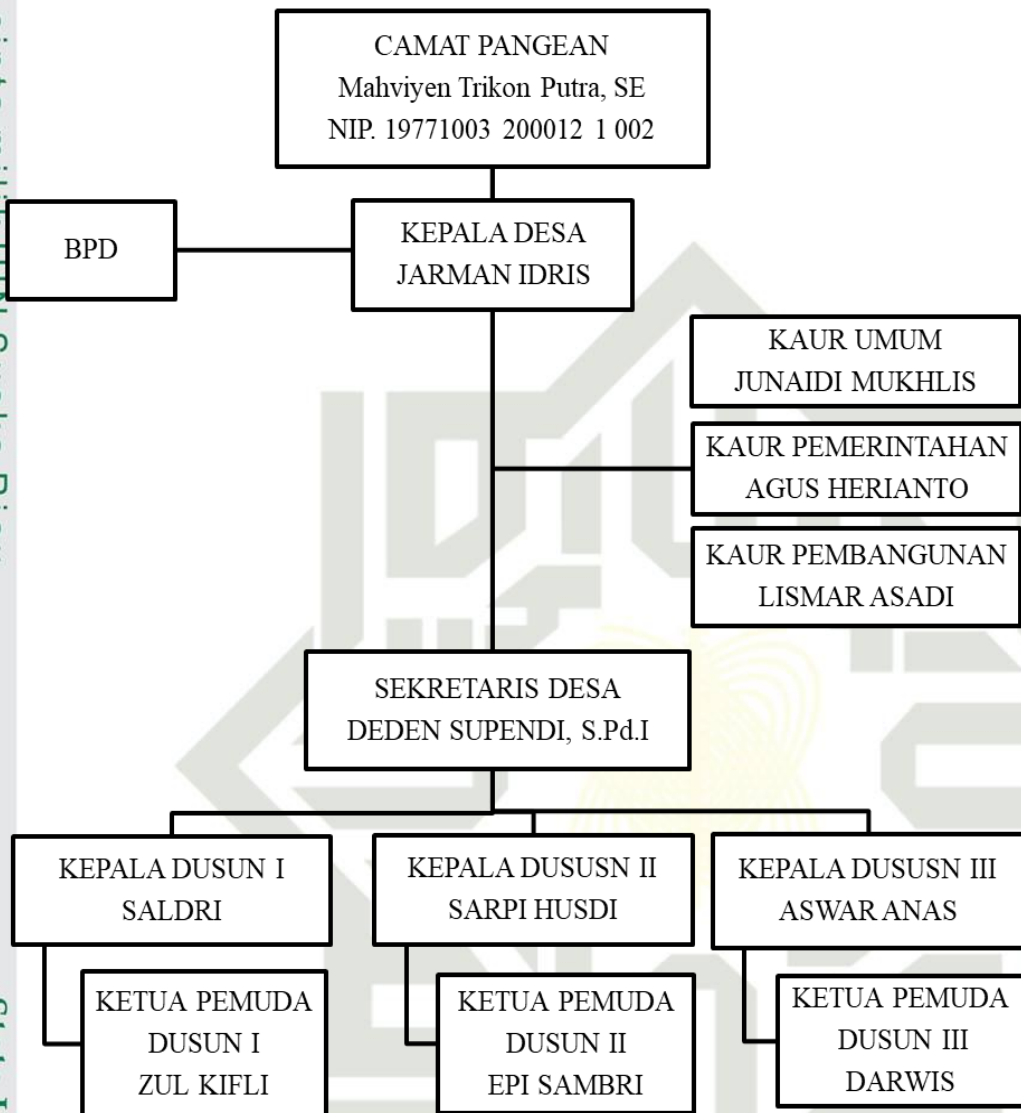 CAMAT PANGEAN
Mahviyen Trikon Putra, SE
NIP. 19771003 200012 1 002
BPD
KEPALA DESA
JARMAN IDRIS
KAUR UMUM
JUNAIDI MUKHLIS
KAUR PEMERINTAHAN
AGUS HERIANTO
KAUR PEMBANGUNAN
LISMAR ASADI
SEKRETARIS DESA
DEDEN SUPENDI, S.Pd.I
KEPALA DUSUN I
SALDRI
KEPALA DUSUSN II
SARPI HUSDI
KEPALA DUSUSN III
ASWAR ANAS
KETUA PEMUDA
DUSUN I
ZUL KIFLI
KETUA PEMUDA
DUSUN II
EPI SAMBRI
KETUA PEMUDA
DUSUN III
DARWIS